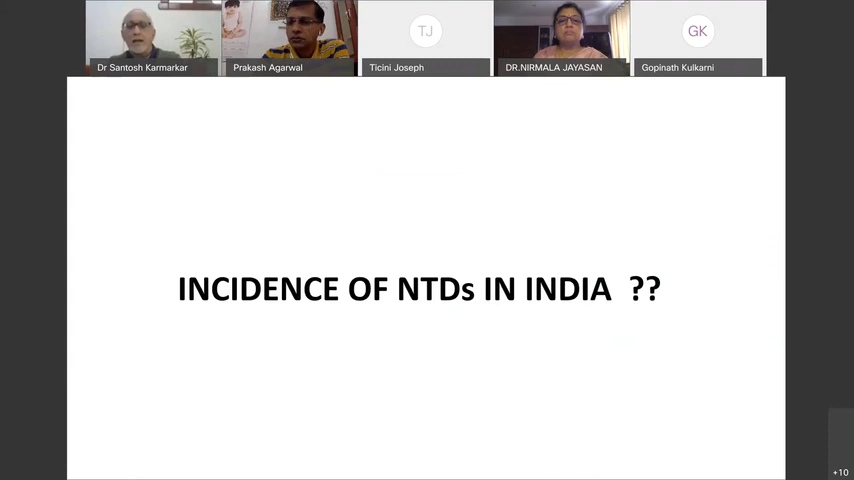 Dr Santosh Karmarkar
Prakash Agarwal
TJ
Ticini Joseph
DR.NIRMALA JAYASAN
GK
Gopinath Kulkarni
INCIDENCE OF NTDs IN INDIA ??
+10